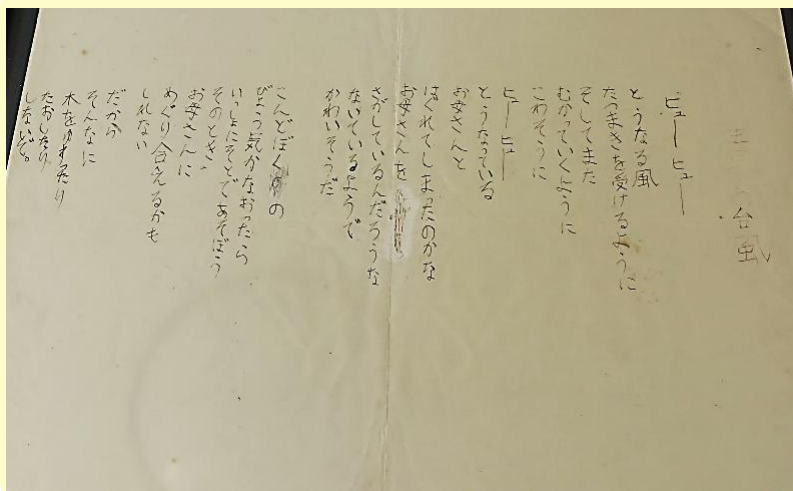 の台風
ピュー ヒュー
とうなる風
たつまきを受けるように
そしてまた
むかっていくように
こわそうに
ヒュー ヒュー
とうなっている
お母さんと
はぐれてしまったのかな
お母さんを
さがしているんだろうな
ないているようで
かわいそうだ
こんどぼくの
びょう気がなおったら
いっしょにそとであそぼう
そのとき、
お母さんに
めぐり合えるかも
しれない
だから
そんなに
木をゆすったり
たおしたり
しないで。